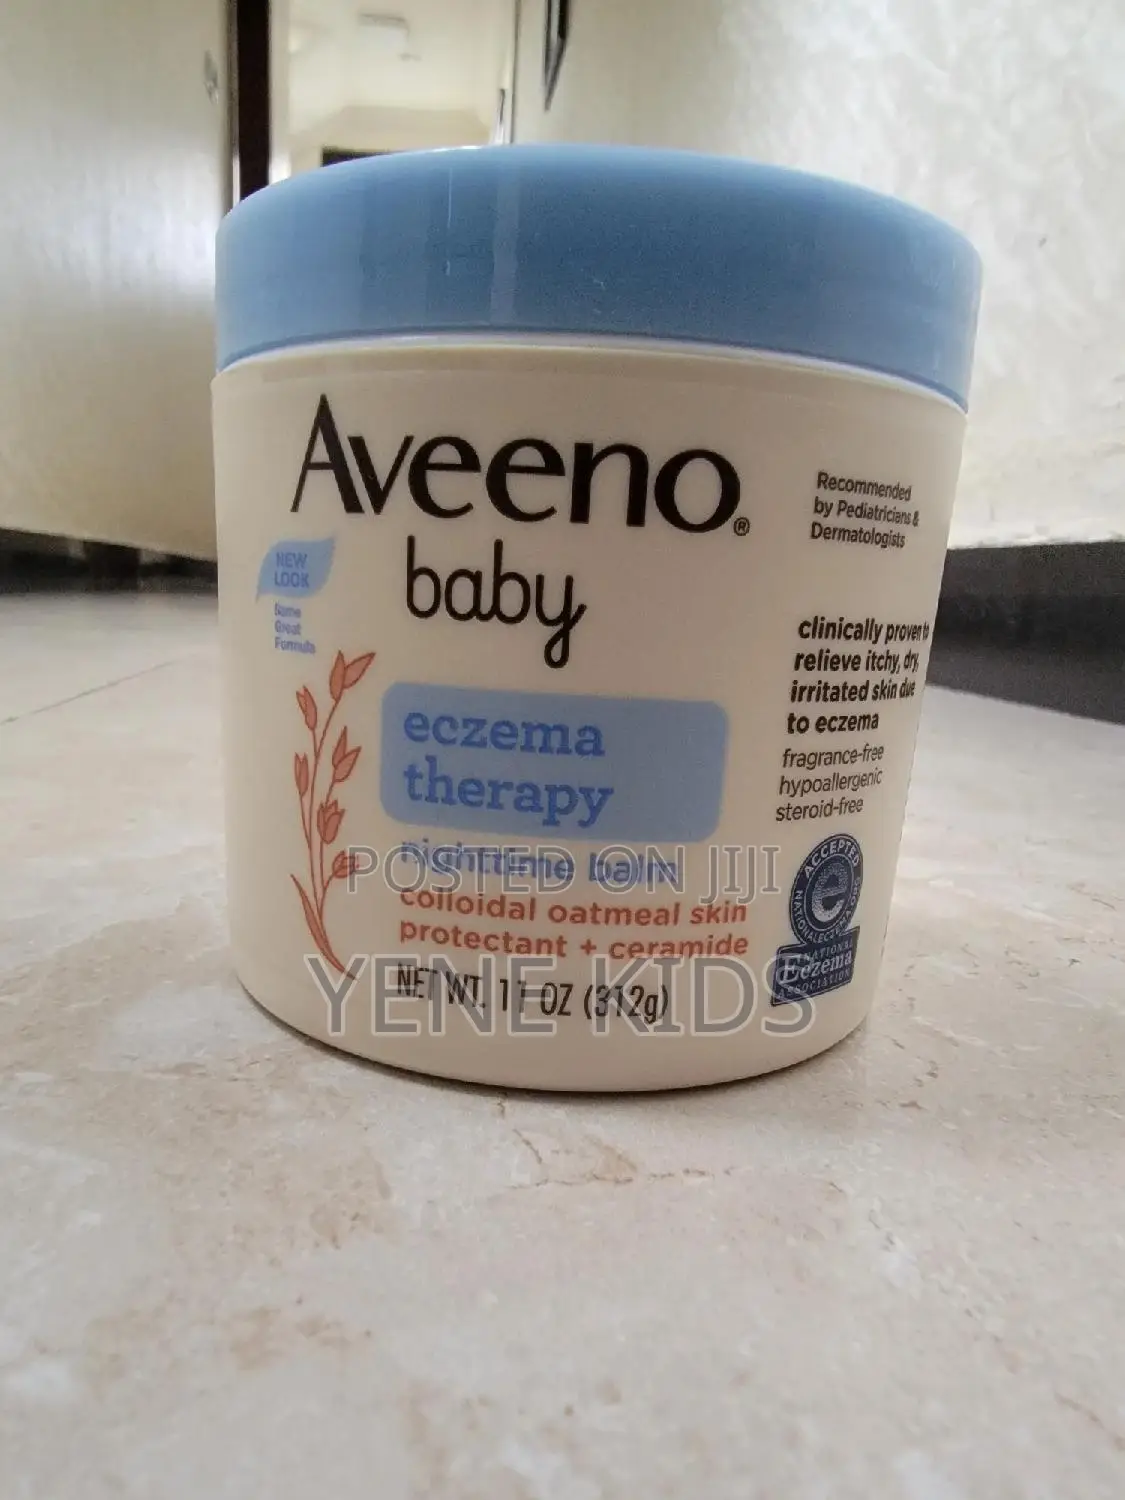 Aveeno®
baby
NEW
LOOK
Same
Great
Formula
eczema
therapy
nighttime balm
colloidal oatmeal skin
protectant + ceramide
NET WT. 11 OZ (312g)
Recommended
by Pediatricians &
Dermatologists
clinically proven to
relieve itchy, dry,
irritated skin due
to eczema
fragrance-free
hypoallergenic
steroid-free
ACCEPTED
NATIONALECZEMA.ORG
e
NATIONAL
Eczema
ASSOCIATION
POSTED ON JIJI
YENE KIDS